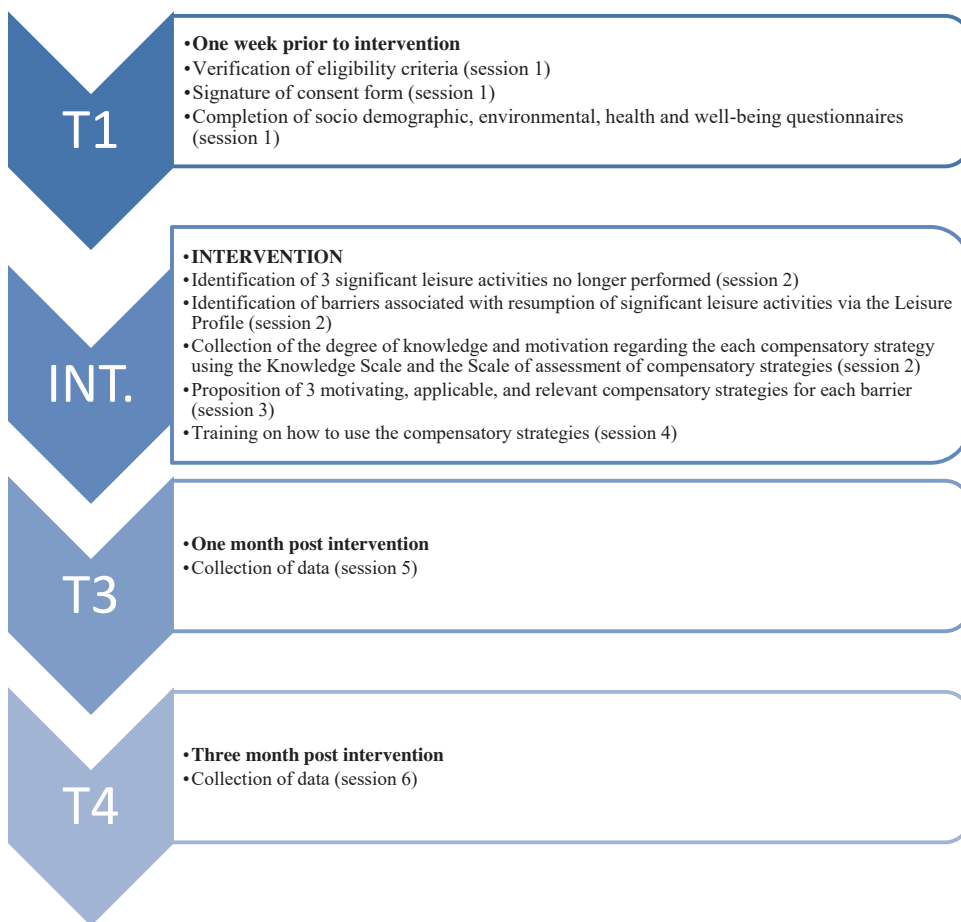 T1
•One week prior to intervention
•Verification of eligibility criteria (session 1)
•Signature of consent form (session 1)
•Completion of socio demographic, environmental, health and well-being questionnaires
(session 1)
INT.
•INTERVENTION
•Identification of 3 significant leisure activities no longer performed (session 2)
•Identification of barriers associated with resumption of significant leisure activities via the Leisure
Profile (session 2)
•Collection of the degree of knowledge and motivation regarding the each compensatory strategy
using the Knowledge Scale and the Scale of assessment of compensatory strategies (session 2)
•Proposition of 3 motivating, applicable, and relevant compensatory strategies for each barrier
(session 3)
•Training on how to use the compensatory strategies (session 4)
T3
•One month post intervention
•Collection of data (session 5)
T4
•Three month post intervention
•Collection of data (session 6)